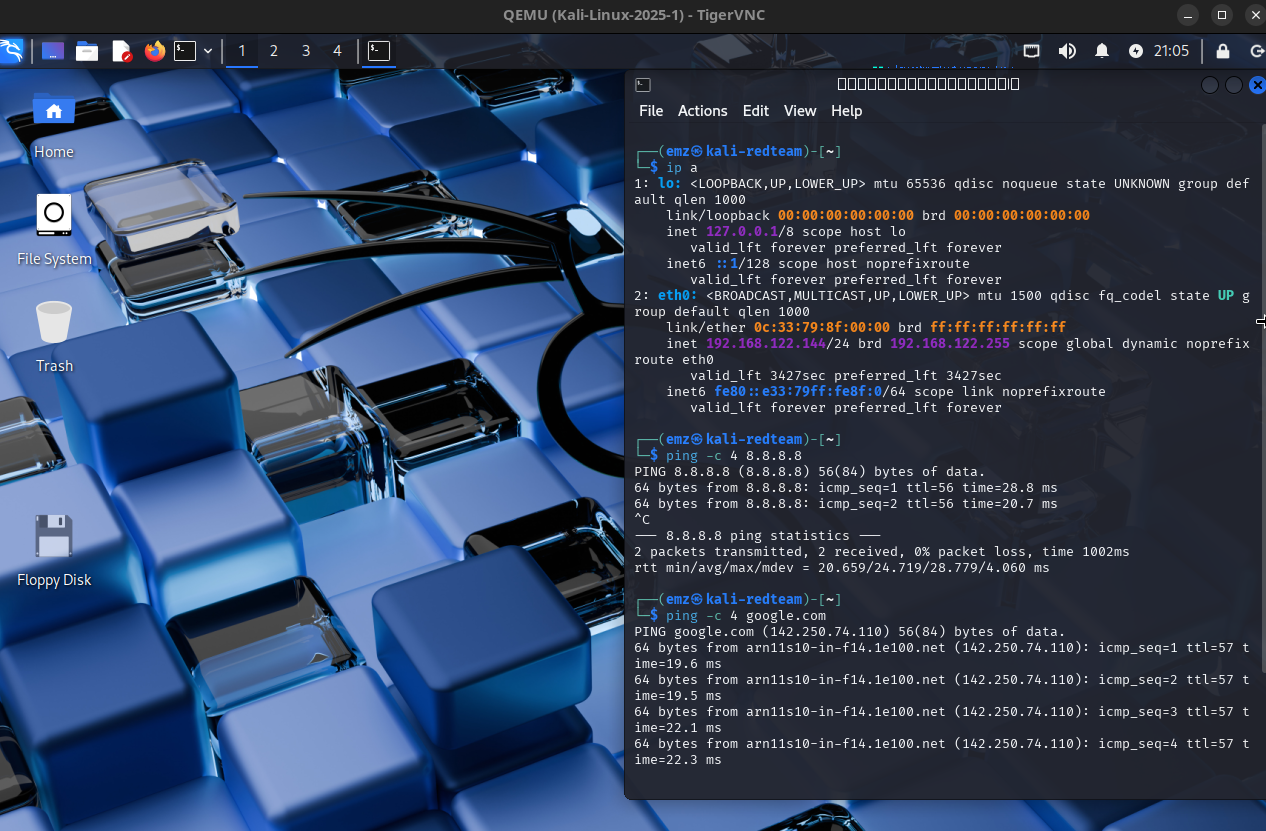 QEMU (Kali-Linux-2025-1) - TigerVNC
1 2 3 4
21:05
Home
File System
Trash
Floppy Disk
File Actions Edit View Help
┌──(emz㉿kali-redteam)-[~]
└─$ ip a
1: lo: <LOOPBACK,UP,LOWER_UP> mtu 65536 qdisc noqueue state UNKNOWN group def
ault qlen 1000
link/loopback 00:00:00:00:00:00 brd 00:00:00:00:00:00
inet 127.0.0.1/8 scope host lo
valid_lft forever preferred_lft forever
inet6 ::1/128 scope host noprefixroute
valid_lft forever preferred_lft forever
2: eth0: <BROADCAST,MULTICAST,UP,LOWER_UP> mtu 1500 qdisc fq_codel state UP g
roup default qlen 1000
link/ether 0c:33:79:8f:00:00 brd ff:ff:ff:ff:ff:ff
inet 192.168.122.144/24 brd 192.168.122.255 scope global dynamic noprefix
route eth0
valid_lft 3427sec preferred_lft 3427sec
inet6 fe80::e33:79ff:fe8f:0/64 scope link noprefixroute
valid_lft forever preferred_lft forever
┌──(emz㉿kali-redteam)-[~]
└─$ ping -c 4 8.8.8.8
PING 8.8.8.8 (8.8.8.8) 56(84) bytes of data.
64 bytes from 8.8.8.8: icmp_seq=1 ttl=56 time=28.8 ms
64 bytes from 8.8.8.8: icmp_seq=2 ttl=56 time=20.7 ms
^C
--- 8.8.8.8 ping statistics ---
2 packets transmitted, 2 received, 0% packet loss, time 1002ms
rtt min/avg/max/mdev = 20.659/24.719/28.779/4.060 ms
┌──(emz㉿kali-redteam)-[~]
└─$ ping -c 4 google.com
PING google.com (142.250.74.110) 56(84) bytes of data.
64 bytes from arn11s10-in-f14.1e100.net (142.250.74.110): icmp_seq=1 ttl=57 t
ime=19.6 ms
64 bytes from arn11s10-in-f14.1e100.net (142.250.74.110): icmp_seq=2 ttl=57 t
ime=19.5 ms
64 bytes from arn11s10-in-f14.1e100.net (142.250.74.110): icmp_seq=3 ttl=57 t
ime=22.1 ms
64 bytes from arn11s10-in-f14.1e100.net (142.250.74.110): icmp_seq=4 ttl=57 t
ime=22.3 ms